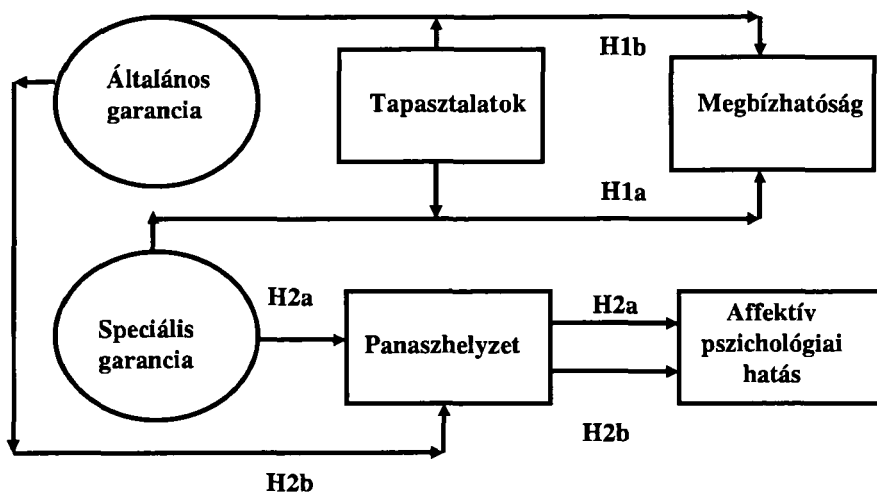 Általános
garancia
Tapasztalatok
H1b
Megbízhatóság
H1a
Speciális
garancia
H2a
Panaszhelyzet
H2a
Affektív
pszichológiai
hatás
H2b
H2b